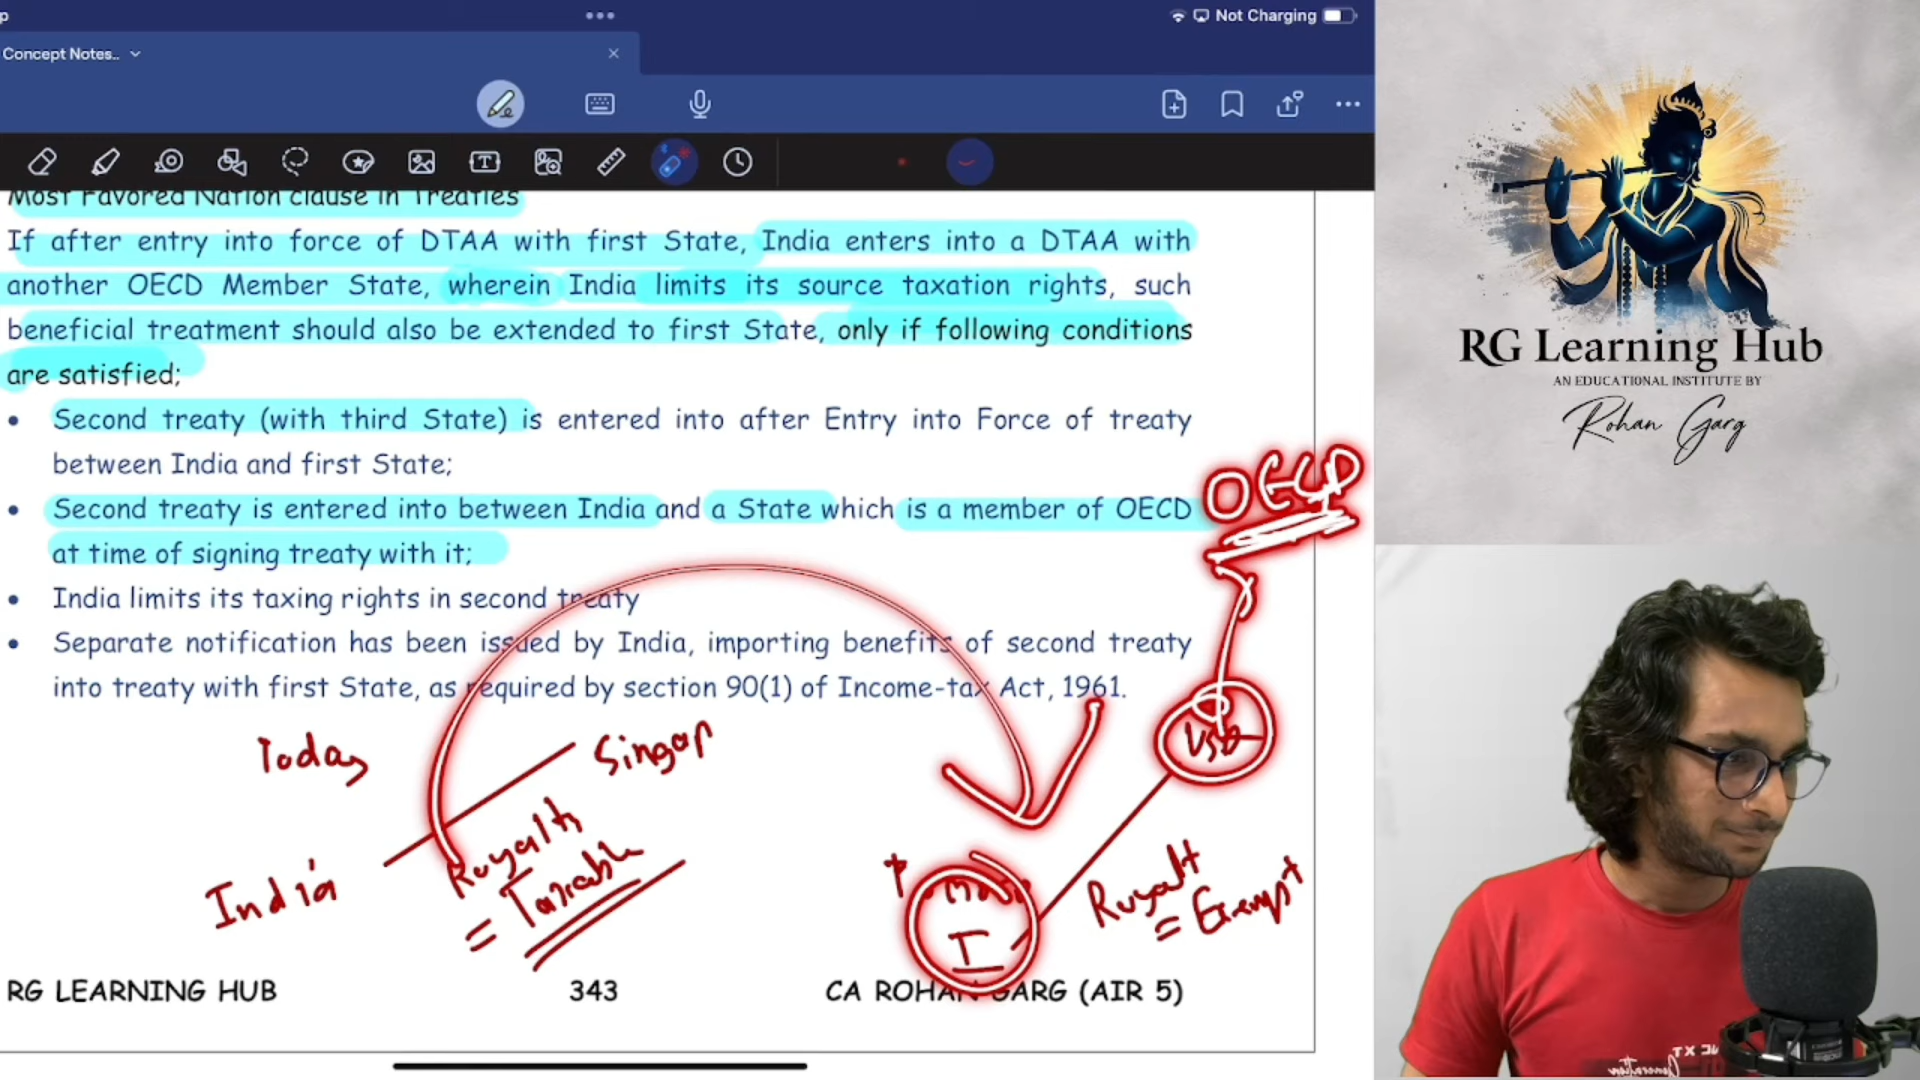 Not Charging
Concept Notes..
Most Favored Nation clause in Treaties
If after entry into force of DTAA with first State, India enters into a DTAA with
another OECD Member State, wherein India limits its source taxation rights, such
beneficial treatment should also be extended to first State, only if following conditions
are satisfied;
• Second treaty (with third State) is entered into after Entry into Force of treaty
between India and first State;
• Second treaty is entered into between India and a State which is a member of OECD
at time of signing treaty with it;
• India limits its taxing rights in second treaty
• Separate notification has been issued by India, importing benefits of second treaty
into treaty with first State, as required by section 90(1) of Income-tax Act, 1961.
OECD
Today
Singap
USA
India
Royalty
= Taxable
I
Royalt
= Exempt
RG LEARNING HUB 343 CA ROHAN GARG (AIR 5)
RG Learning Hub
AN EDUCATIONAL INSTITUTE BY
Rohan Garg